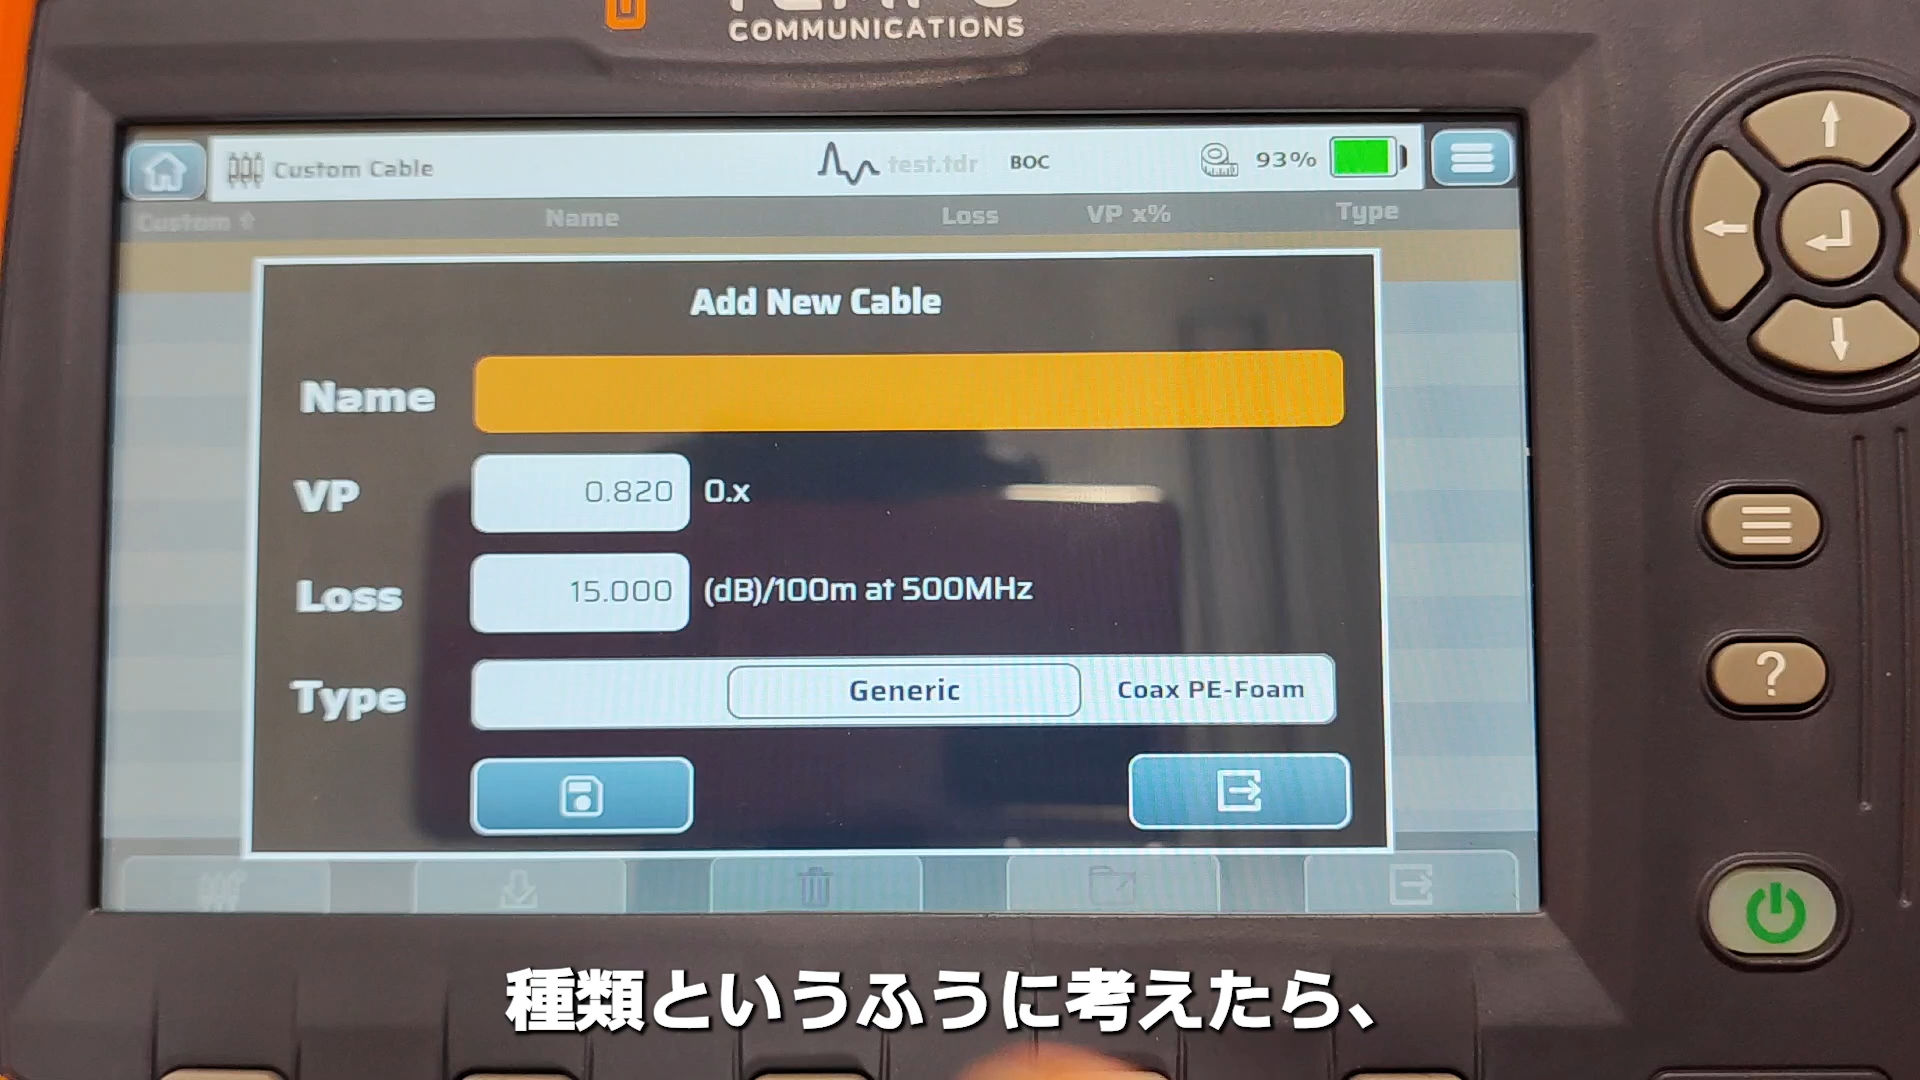 COMMUNICATIONS
Custom Cable
test.tdr
BOC
93%
Custom
Name
Loss
VP x%
Type
Add New Cable
Name
VP
0.820
0.x
Loss
15.000
(dB)/100m at 500MHz
Type
Generic
Coax PE-Foam
?
種類というふうに考えたら、